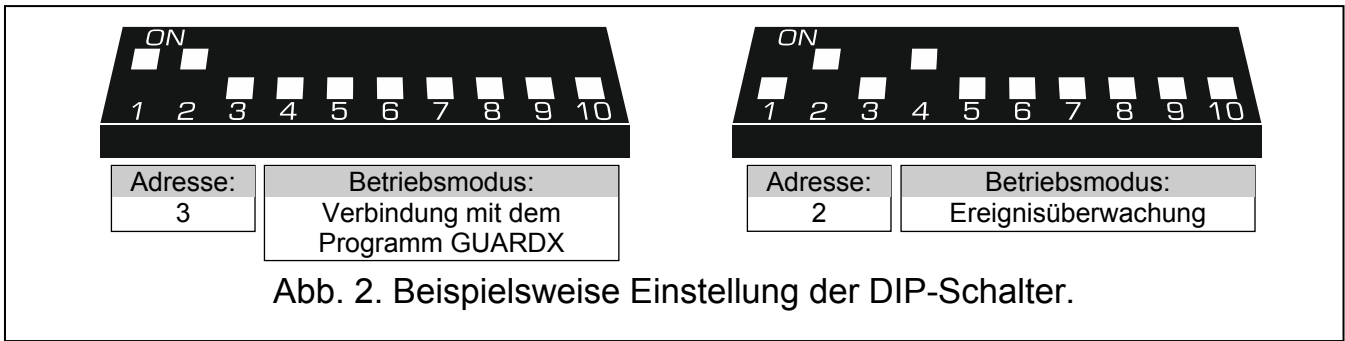 ON
1 2 3 4 5 6 7 8 9 10
Adresse:
3
Betriebsmodus:
Verbindung mit dem
Programm GUARDX
ON
1 2 3 4 5 6 7 8 9 10
Adresse:
2
Betriebsmodus:
Ereignisüberwachung
Abb. 2. Beispielsweise Einstellung der DIP-Schalter.